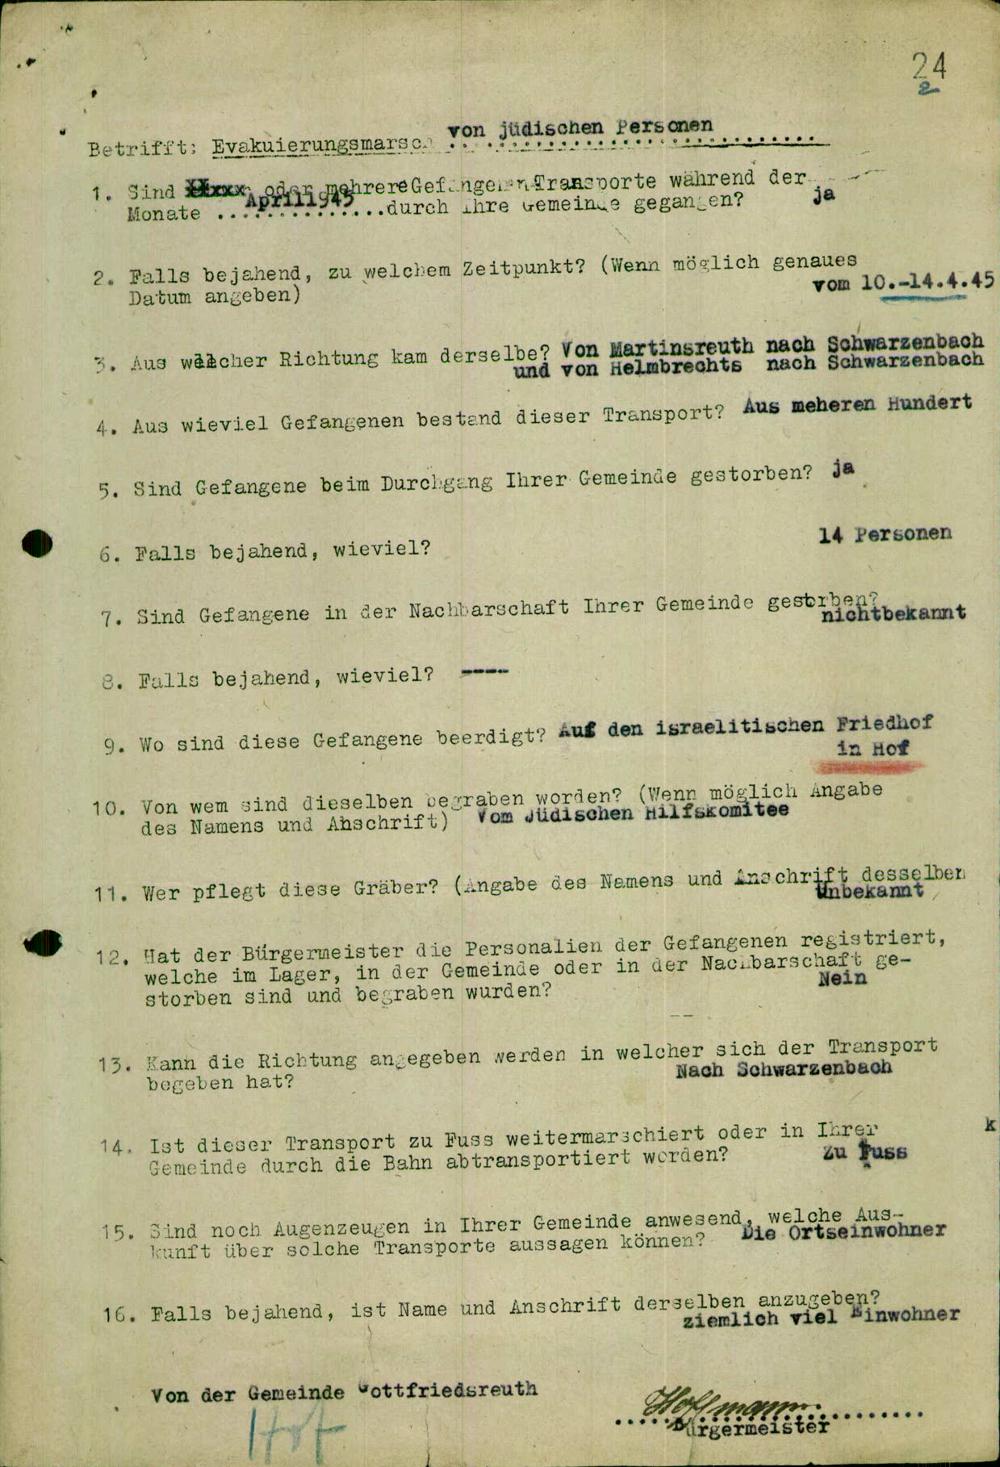 24
2
Betrifft: Evakuierungsmarsch von jüdischen Personen
1. Sind xxxxx oder mehrere Gefangenen-Transporte während der
Monate April 1945 durch Ihre Gemeinde gegangen? ja
2. Falls bejahend, zu welchem Zeitpunkt? (Wenn möglich genaues
Datum angeben) vom 10.-14.4.45
3. Aus welcher Richtung kam derselbe? Von Martinsreuth nach Schwarzenbach
und von Helmbrechts nach Schwarzenbach
4. Aus wieviel Gefangenen bestand dieser Transport? Aus meheren Hundert
5. Sind Gefangene beim Durchgang Ihrer Gemeinde gestorben? ja
6. Falls bejahend, wieviel? 14 Personen
7. Sind Gefangene in der Nachbarschaft Ihrer Gemeinde gestorben?
nichtbekannt
8. Falls bejahend, wieviel? ----
9. Wo sind diese Gefangene beerdigt? Auf den israelitischen Friedhof
in Hof
10. Von wem sind dieselben begraben worden? (Wenn möglich Angabe
des Namens und Anschrift) Vom Jüdischen Hilfskomitee
11. Wer pflegt diese Gräber? (Angabe des Namens und Anschrift desselben
Unbekannt
12. Hat der Bürgermeister die Personalien der Gefangenen registriert,
welche im Lager, in der Gemeinde oder in der Nachbarschaft ge-
storben sind und begraben wurden? Nein
13. Kann die Richtung angegeben werden in welcher sich der Transport
begeben hat? Nach Schwarzenbach
14. Ist dieser Transport zu Fuss weitermarschiert oder in Ihrer k
Gemeinde durch die Bahn abtransportiert worden? Zu Fuss
15. Sind noch Augenzeugen in Ihrer Gemeinde anwesend, welche Aus-
kunft über solche Transporte aussagen können? Die Ortseinwohner
16. Falls bejahend, ist Name und Anschrift derselben anzugeben?
ziemlich viel Einwohner
Von der Gemeinde Gottfriedsreuth
Hof
Hoffmann
Bürgermeister